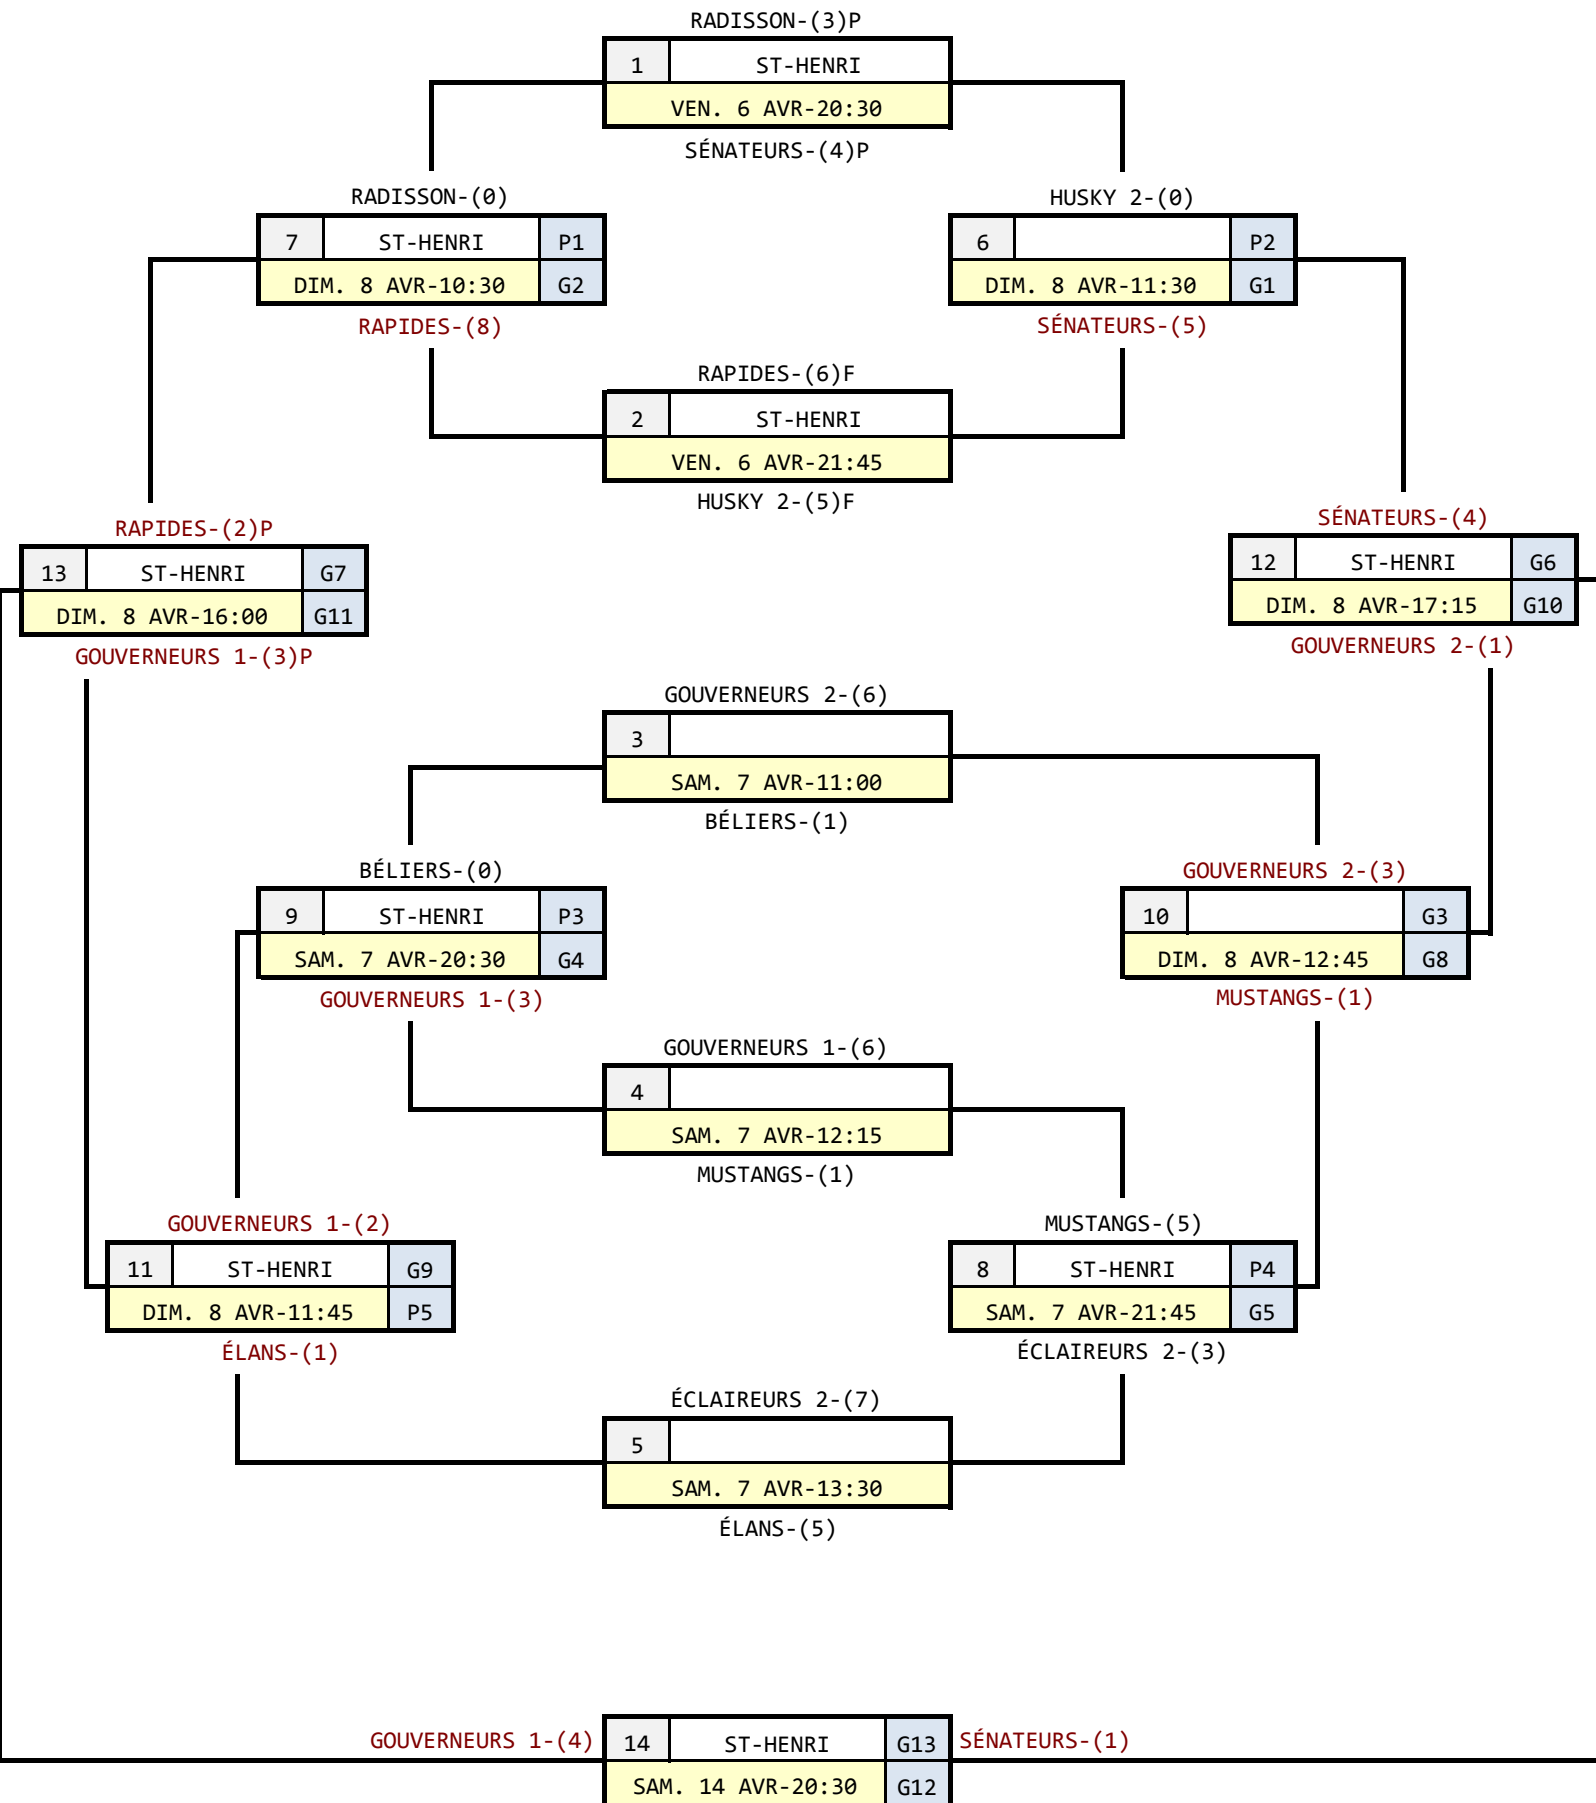 RADISSON-(3)P
1 ST-HENRI
VEN. 6 AVR-20:30
SÉNATEURS-(4)P
RADISSON-(0)
7 ST-HENRI P1
DIM. 8 AVR-10:30 G2
RAPIDES-(8)
HUSKY 2-(0)
6 P2
DIM. 8 AVR-11:30 G1
SÉNATEURS-(5)
RAPIDES-(6)F
2 ST-HENRI
VEN. 6 AVR-21:45
HUSKY 2-(5)F
RAPIDES-(2)P
13 ST-HENRI G7
DIM. 8 AVR-16:00 G11
GOUVERNEURS 1-(3)P
SÉNATEURS-(4)
12 ST-HENRI G6
DIM. 8 AVR-17:15 G10
GOUVERNEURS 2-(1)
GOUVERNEURS 2-(6)
3
SAM. 7 AVR-11:00
BÉLIERS-(1)
BÉLIERS-(0)
9 ST-HENRI P3
SAM. 7 AVR-20:30 G4
GOUVERNEURS 1-(3)
GOUVERNEURS 2-(3)
10 G3
DIM. 8 AVR-12:45 G8
MUSTANGS-(1)
GOUVERNEURS 1-(6)
4
SAM. 7 AVR-12:15
MUSTANGS-(1)
GOUVERNEURS 1-(2)
11 ST-HENRI G9
DIM. 8 AVR-11:45 P5
ÉLANS-(1)
MUSTANGS-(5)
8 ST-HENRI P4
SAM. 7 AVR-21:45 G5
ÉCLAIREURS 2-(3)
ÉCLAIREURS 2-(7)
5
SAM. 7 AVR-13:30
ÉLANS-(5)
GOUVERNEURS 1-(4) 14 ST-HENRI G13 SÉNATEURS-(1)
SAM. 14 AVR-20:30 G12